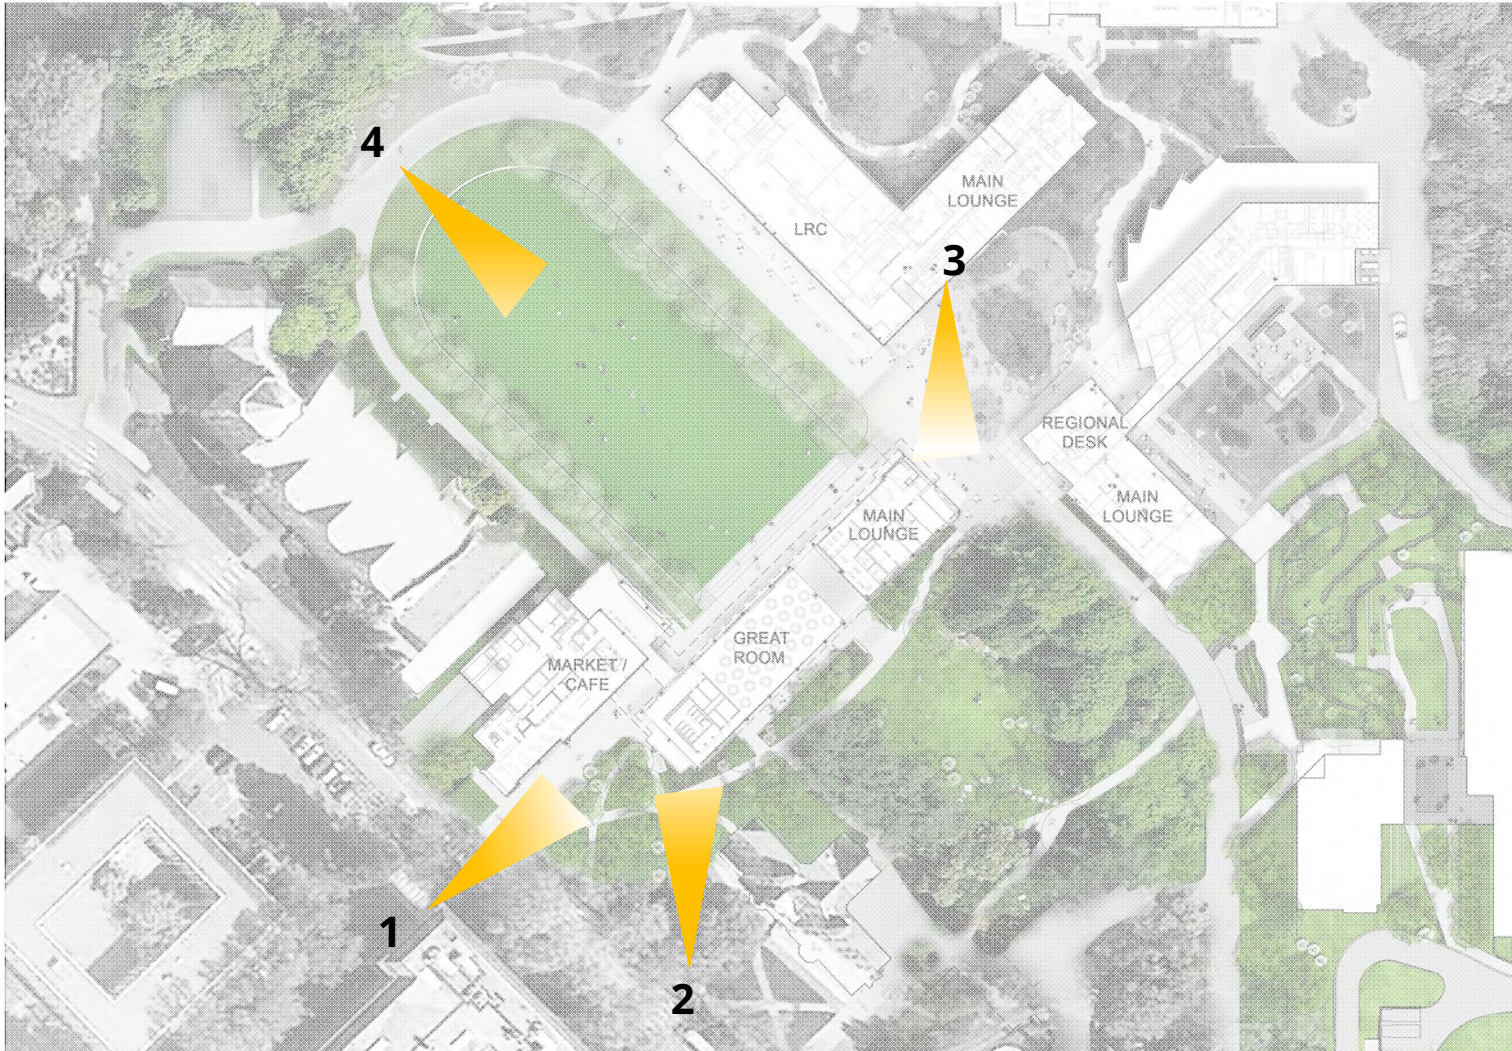 4
MAIN
LOUNGE
LRC
3
REGIONAL
DESK
MAIN
LOUNGE
MAIN
LOUNGE
GREAT
ROOM
MARKET /
CAFE
1
2